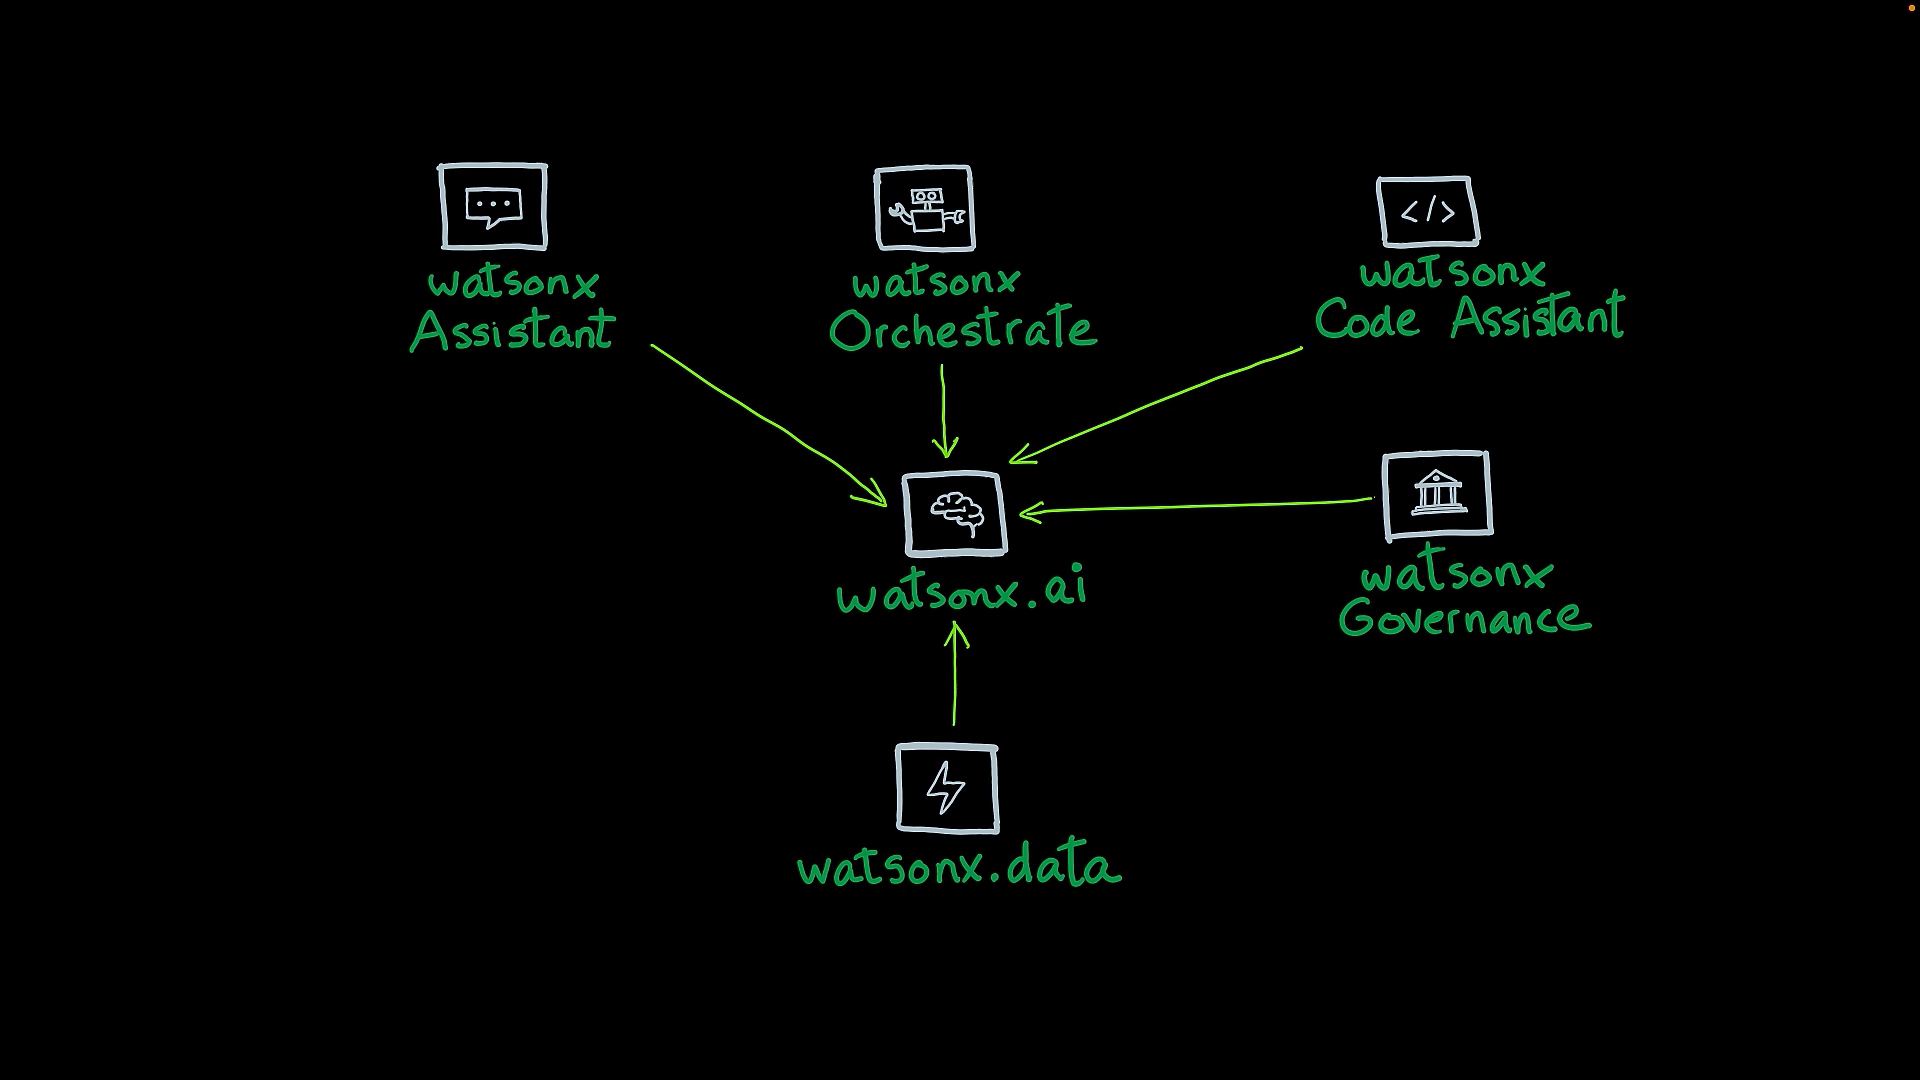 watsonx
Assistant
watsonx
Orchestrate
</>
watsonx
Code Assistant
watsonx.ai
watsonx
Governance
watsonx.data